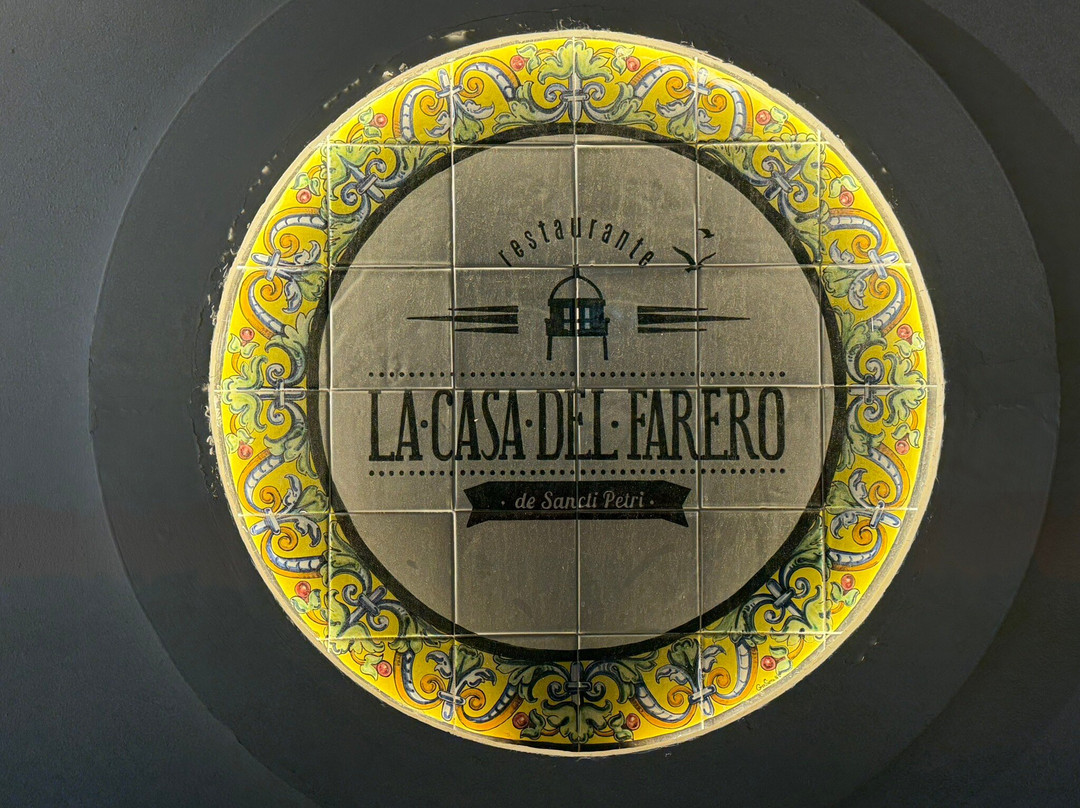 restaurante
LA·CASA·DEL·FARERO
· de Sancti Petri ·